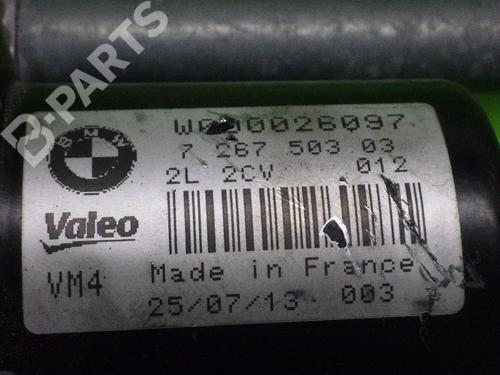 B-PARTS
BMW
W000026097
7 267 503 03
2L 2CV 012
Valeo
VM4
Made in France
25/07/13 003